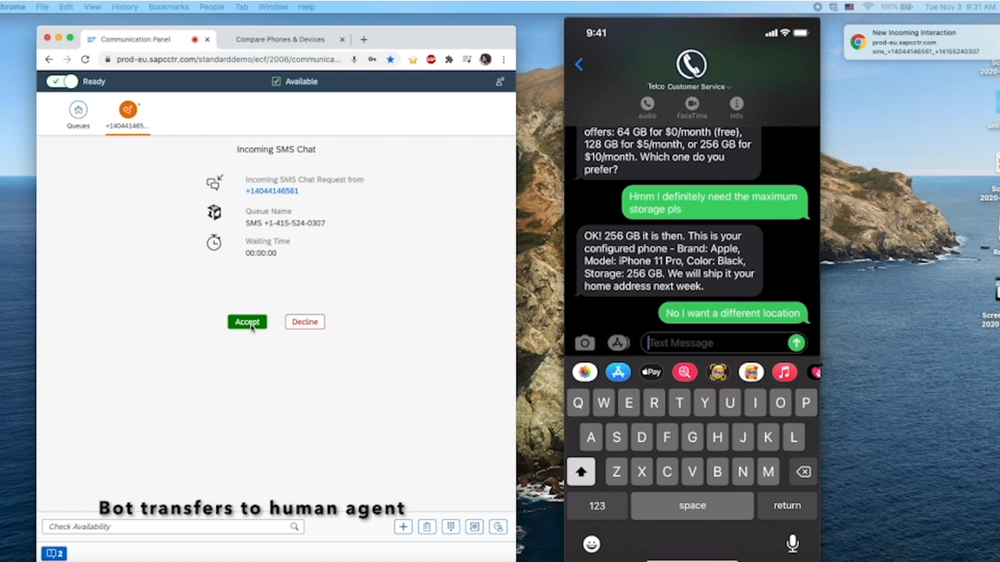 hrome File Edit View History Bookmarks People Tab Window Help
100% Tue Nov 3 9:31 AM
Communication Panel
Compare Phones & Devices
prod-eu.sapcctr.com/standarddemo/ecf/2008/communica...
Ready
Available
Queues
+140441465...
Incoming SMS Chat
Incoming SMS Chat Request from
+14044146561
Queue Name
SMS +1-415-524-0307
Waiting Time
00:00:00
Accept
Decline
Bot transfers to human agent
Check Availability
2
9:41
Telco Customer Service
audio
FaceTime
info
offers: 64 GB for $0/month (free),
128 GB for $5/month, or 256 GB for
$10/month. Which one do you
prefer?
Hmm I definitely need the maximum
storage pls
OK! 256 GB it is then. This is your
configured phone - Brand: Apple,
Model: iPhone 11 Pro, Color: Black,
Storage: 256 GB. We will ship it your
home address next week.
No I want a different location
Text Message
Pay
Q W E R T Y U I O P
A S D F G H J K L
Z X C V B N M
123
space
return
New Incoming Interaction
prod-eu.sapcctr.com
sms_+14044146561_+14155240307
Sc
2020-
unt
Sc
2020-
Re
Scree
2020-